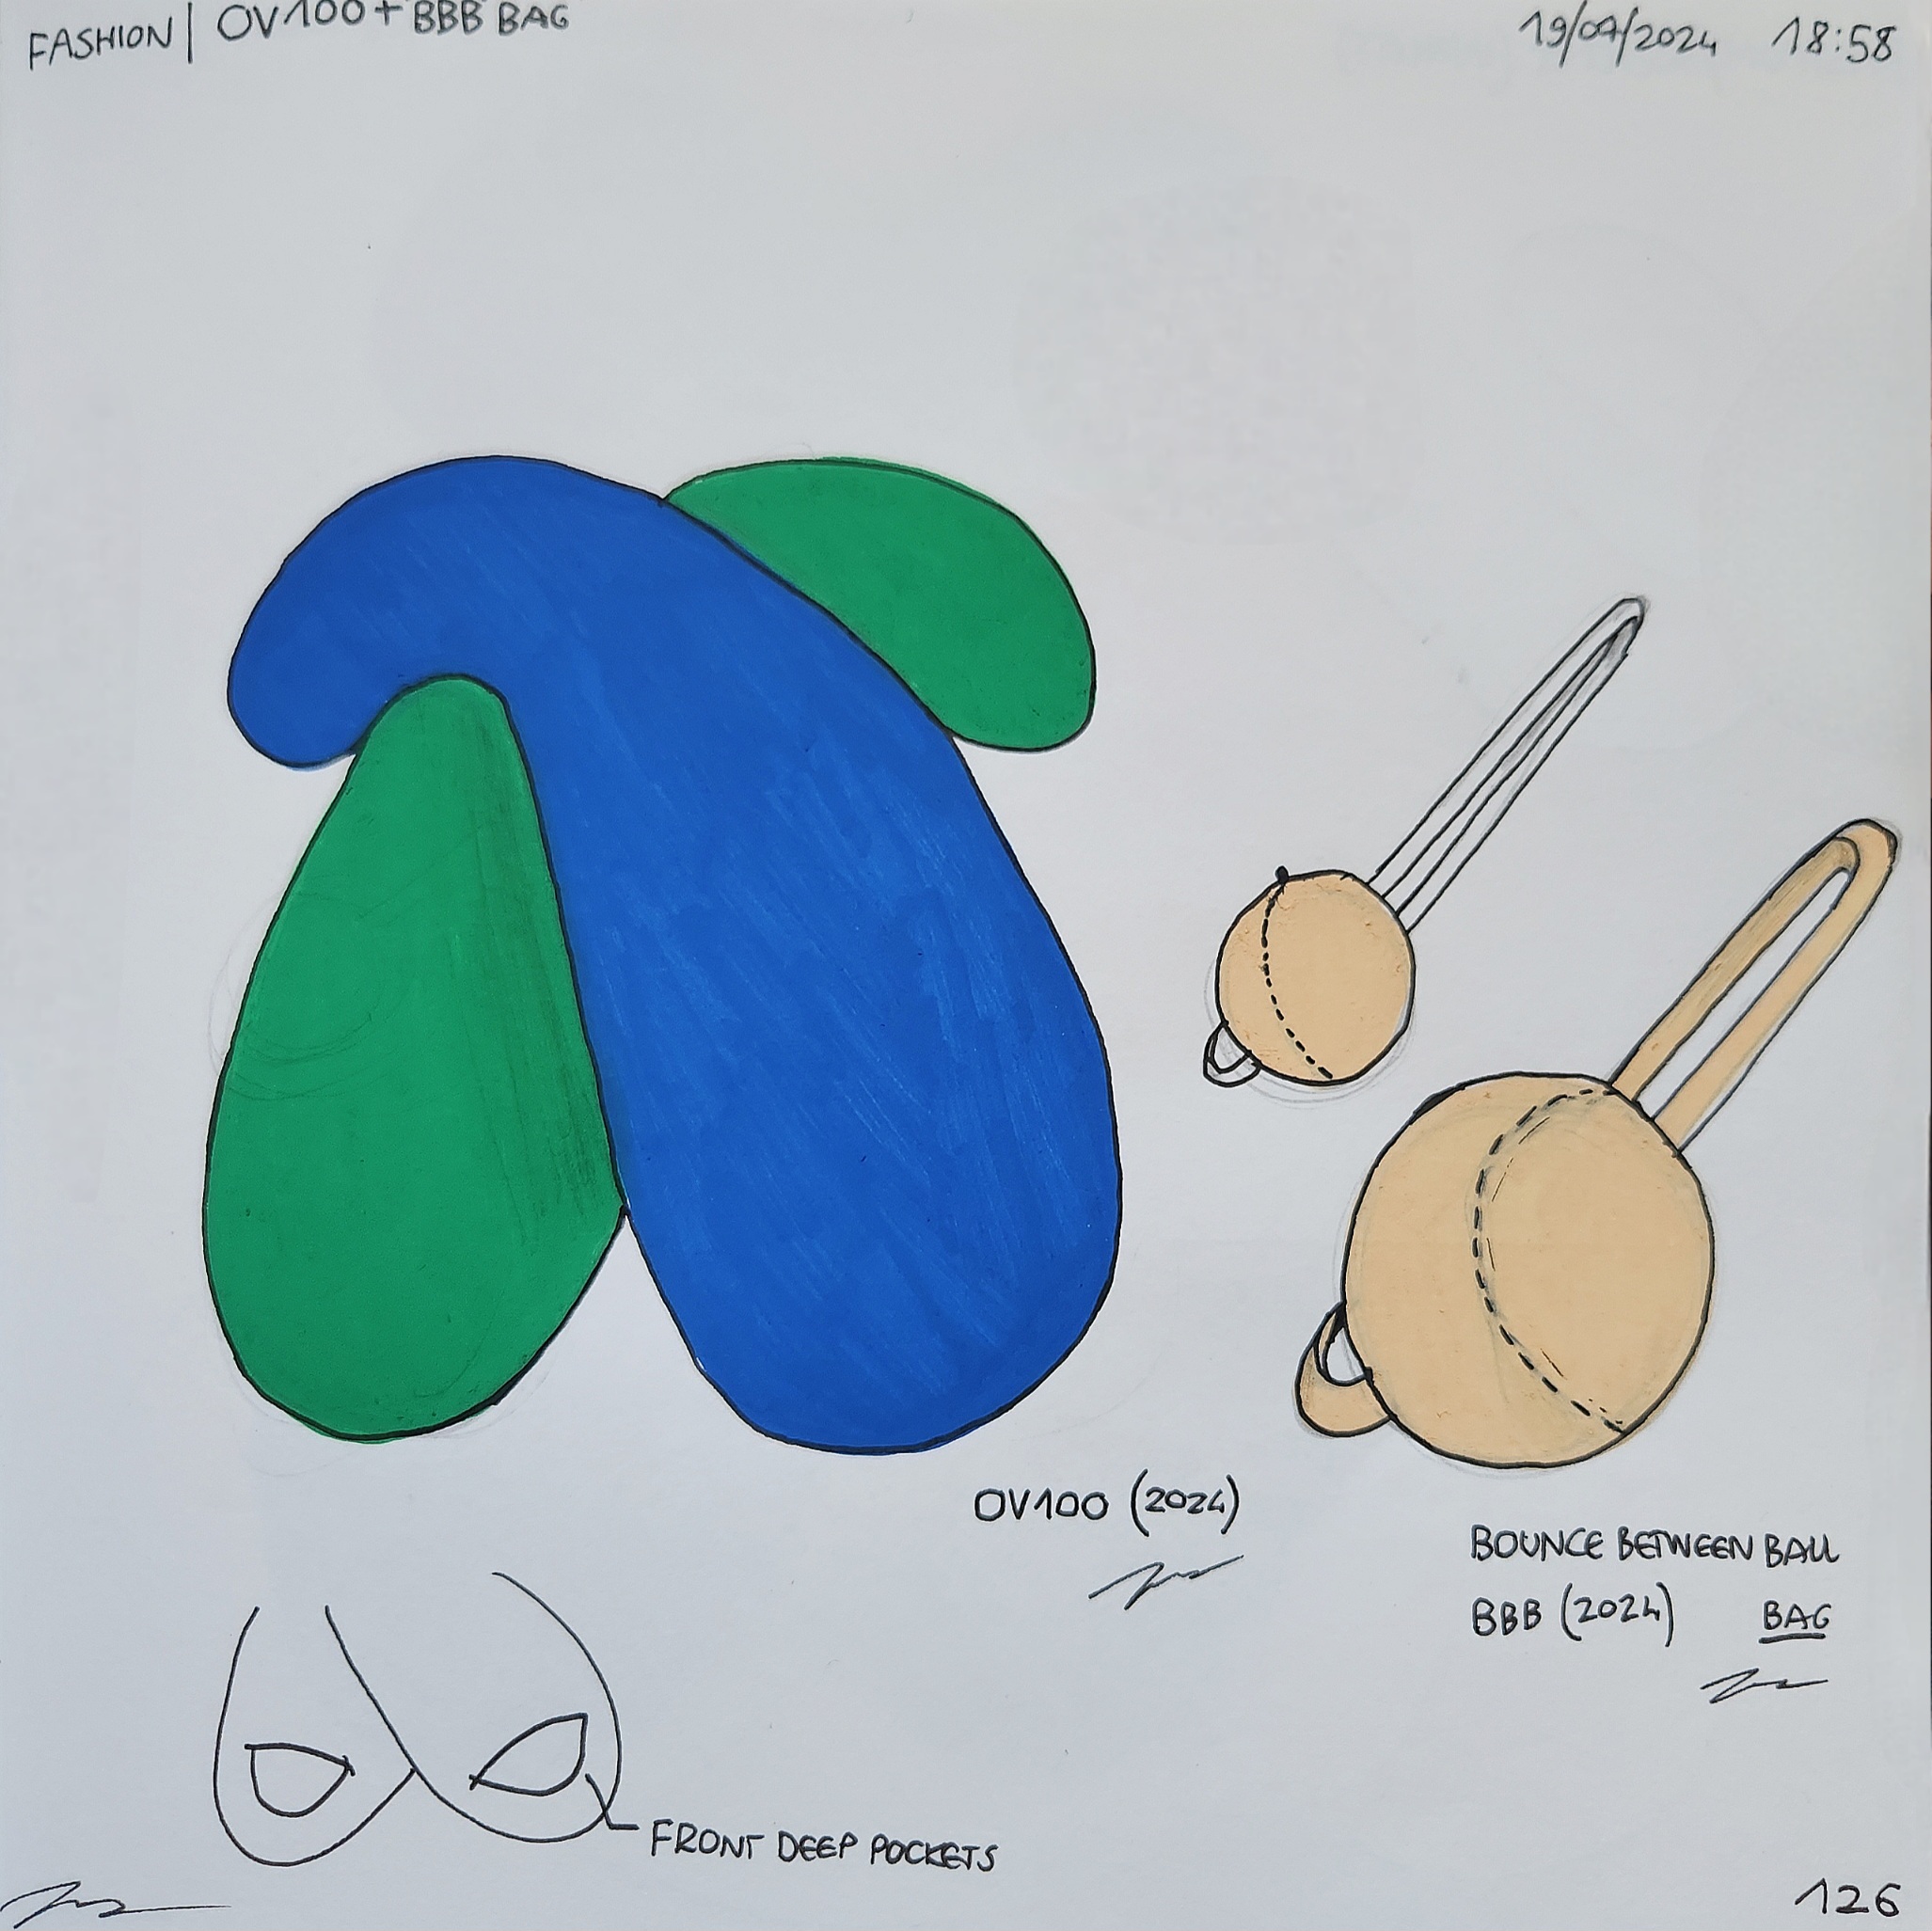 FASHION | OV100 + BBB BAG
19/07/2024 18:58
OV100 (2024)
BOUNCE BETWEEN BALL
BBB (2024) BAG
FRONT DEEP POCKETS
126